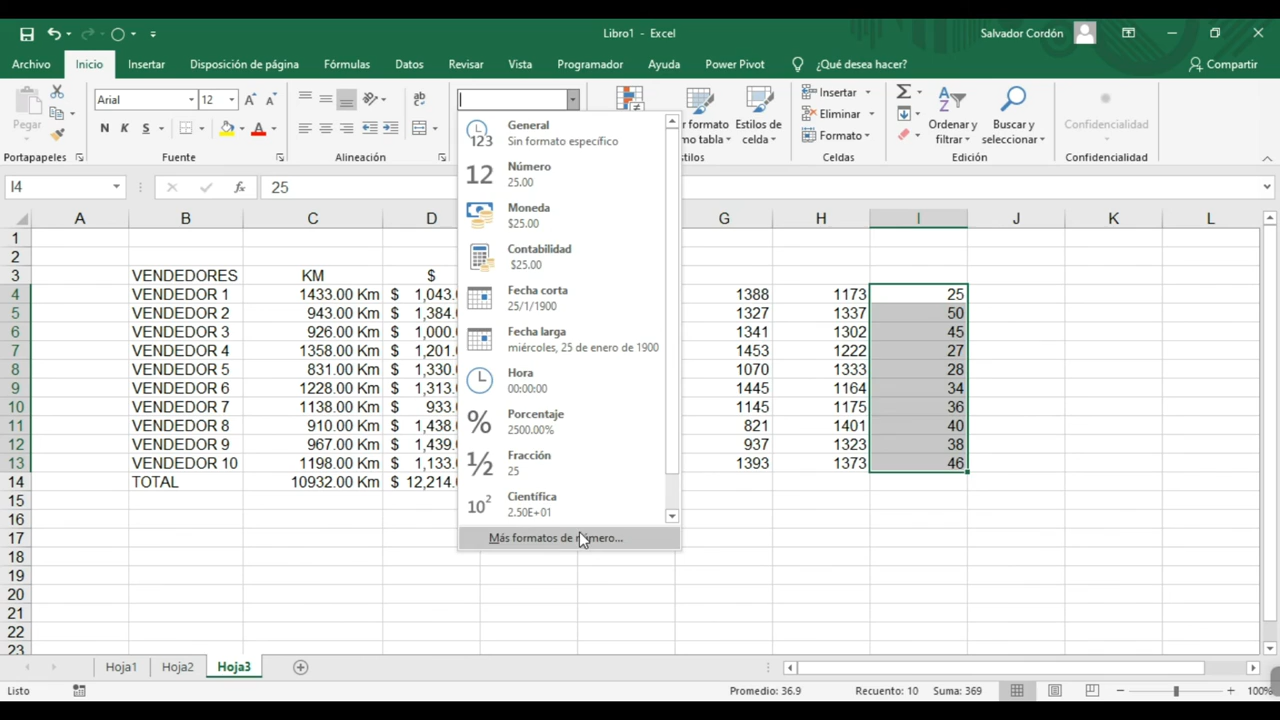 Libro1 - Excel
Salvador Cordón
Archivo Inicio Insertar Disposición de página Fórmulas Datos Revisar Vista Programador Ayuda Power Pivot ¿Qué desea hacer? Compartir
Pegar
Arial 12
N K S
Portapapeles Fuente Alineación
r formato
mo tabla
Estilos de
celda
stilos
Insertar
Eliminar
Formato
Celdas
Ordenar y
filtrar
Buscar y
seleccionar
Edición
Confidencialidad
Confidencialidad
I4 fx 25
General
Sin formato específico
Número
25.00
Moneda
$25.00
Contabilidad
$25.00
Fecha corta
25/1/1900
Fecha larga
miércoles, 25 de enero de 1900
Hora
00:00:00
Porcentaje
2500.00%
Fracción
25
Científica
2.50E+01
Más formatos de número...
A B C D G H I J K L
1
2
3 VENDEDORES KM $
4 VENDEDOR 1 1433.00 Km $ 1,043. 1388 1173 25
5 VENDEDOR 2 943.00 Km $ 1,384. 1327 1337 50
6 VENDEDOR 3 926.00 Km $ 1,000. 1341 1302 45
7 VENDEDOR 4 1358.00 Km $ 1,201. 1453 1222 27
8 VENDEDOR 5 831.00 Km $ 1,330. 1070 1333 28
9 VENDEDOR 6 1228.00 Km $ 1,313. 1445 1164 34
10 VENDEDOR 7 1138.00 Km $ 933. 1145 1175 36
11 VENDEDOR 8 910.00 Km $ 1,438. 821 1401 40
12 VENDEDOR 9 967.00 Km $ 1,439. 937 1323 38
13 VENDEDOR 10 1198.00 Km $ 1,133. 1393 1373 46
14 TOTAL 10932.00 Km $ 12,214.
15
16
17
18
19
20
21
22
23
Hoja1 Hoja2 Hoja3
Listo Promedio: 36.9 Recuento: 10 Suma: 369 100%